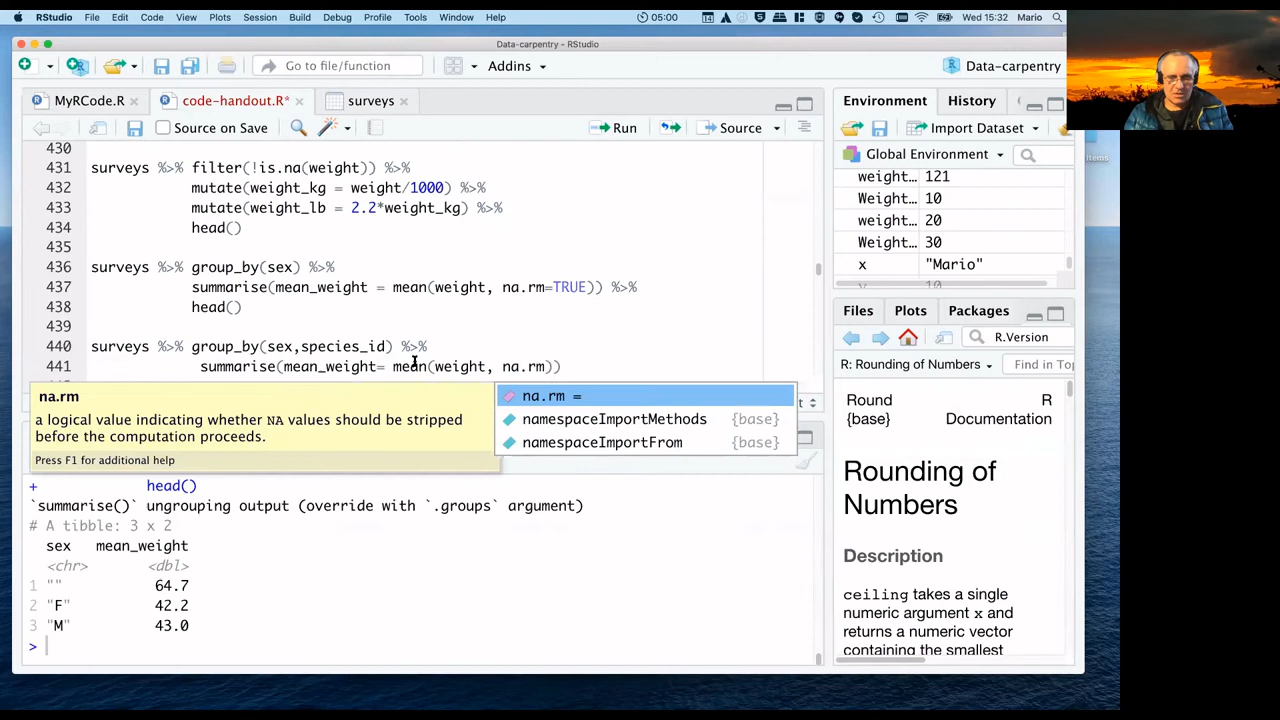 RStudio File Edit Code View Plots Session Build Debug Profile Tools Window Help 05:00 14 Wed 15:32 Mario
Data-carpentry - RStudio
Go to file/function Addins Data-carpentry
MyRCode.R code-handout.R* surveys
Source on Save Run Source
430
431 surveys %>% filter(!is.na(weight)) %>%
432 mutate(weight_kg = weight/1000) %>%
433 mutate(weight_lb = 2.2*weight_kg) %>%
434 head()
435
436 surveys %>% group_by(sex) %>%
437 summarise(mean_weight = mean(weight, na.rm=TRUE)) %>%
438 head()
439
440 surveys %>% group_by(sex,species_id) %>%
441 summarise(mean_weight= mean(weight, na.rm))
na.rm
a logical value indicating whether NA values should be stripped
before the computation proceeds.
Press F1 for additional help
na.rm =
namespaceImportMethods {base}
namespaceImportFrom {base}
+ head()
`summarise()` ungrouping output (override with `.groups` argument)
# A tibble: 3 x 2
sex mean_weight
<chr> <dbl>
1 "" 64.7
2 "F" 42.2
3 "M" 43.0
>
Environment History
Import Dataset
Global Environment
weight… 121
Weight… 10
weight… 20
Weight… 30
x "Mario"
Files Plots Packages
R.Version
R: Rounding of Numbers Find in Top
Round R
{base} Documentation
Rounding of
Numbers
Description
ceiling takes a single
numeric argument x and
returns a numeric vector
containing the smallest
items